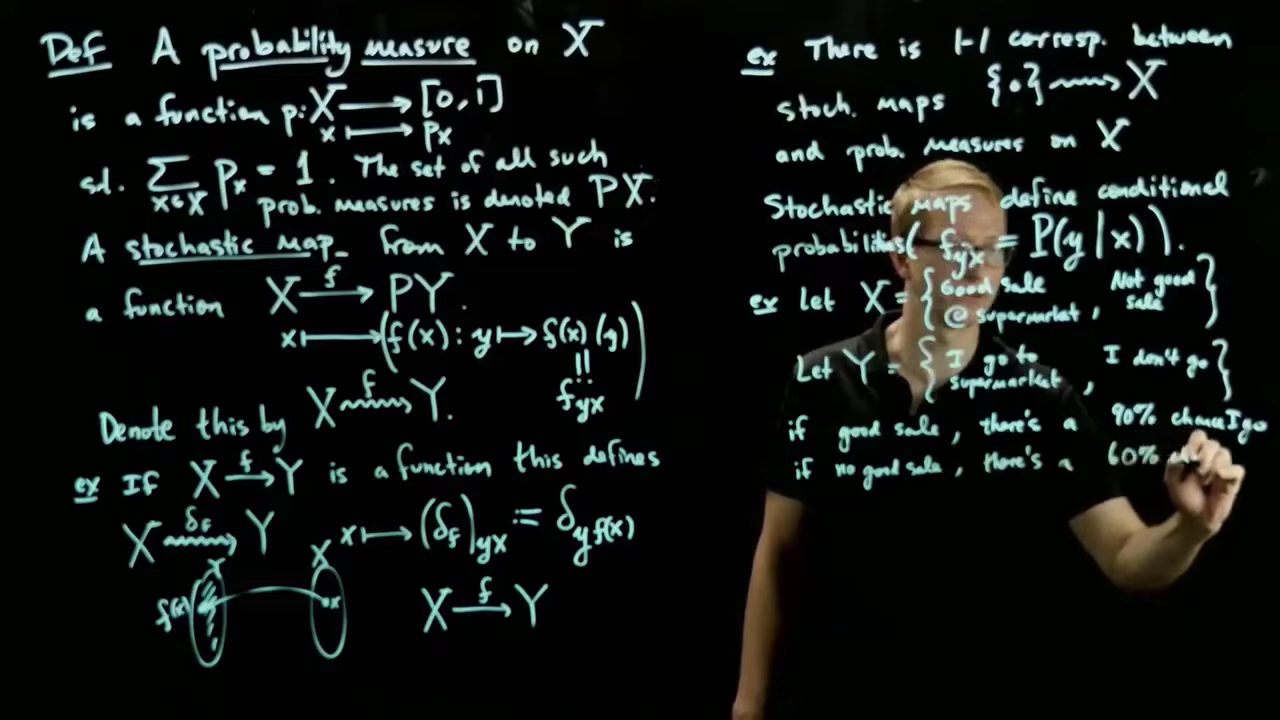 Def A probability measure on X
is a function p: X ⟶ [0,1]
x ⟼ Px
s.t. ∑ Px = 1. The set of all such
x∈X prob. measures is denoted PX.
A stochastic map from X to Y is
a function X f⟶ PY.
x ⟼ (f(x): y ⟼ f(x)(y))
!!
fyx
Denote this by X f⇝ Y.
ex If X f⟶ Y is a function this defines
X δf⇝ Y x ⟼ (δf)yx := δy f(x)
Y X
f(x) x X f⟶ Y
ex There is 1-1 corresp. between
stoch. maps {•} ⇝ X
and prob. measures on X
Stochastic maps define conditional
probabilities (fyx = P(y|x)).
ex Let X = { Good sale @ supermarket, Not good sale }
Let Y = { I go to supermarket, I don't go }
if good sale, there's a 90% chance I go
if no good sale, there's a 60%